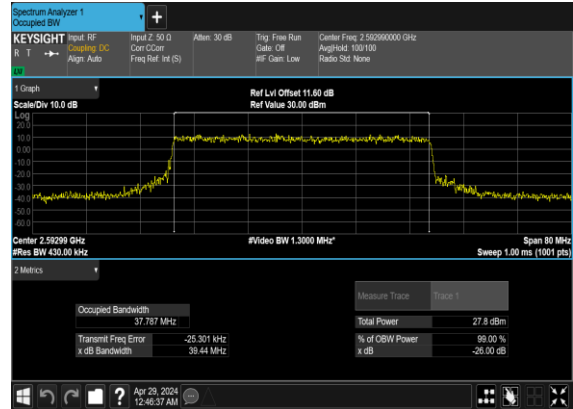 Spectrum Analyzer 1
Occupied BW
KEYSIGHT
R T
LM
Input: RF
Coupling: DC
Align: Auto
Input Z: 50 Ω
Corr CCorr
Freq Ref: Int (S)
Atten: 30 dB
Trig: Free Run
Gate: Off
#IF Gain: Low
Center Freq: 2.592990000 GHz
Avg|Hold: 100/100
Radio Std: None
1 Graph
Scale/Div 10.0 dB
Ref Lvl Offset 11.60 dB
Ref Value 30.00 dBm
Log
20.0
10.0
0.00
-10.0
-20.0
-30.0
-40.0
-50.0
-60.0
Center 2.59299 GHz
#Res BW 430.00 kHz
#Video BW 1.3000 MHz*
Span 80 MHz
Sweep 1.00 ms (1001 pts)
2 Metrics
Measure Trace Trace 1
Occupied Bandwidth
37.787 MHz
Total Power 27.8 dBm
Transmit Freq Error -25.301 kHz
% of OBW Power 99.00 %
x dB Bandwidth 39.44 MHz
x dB -26.00 dB
?
Apr 29, 2024
12:46:37 AM